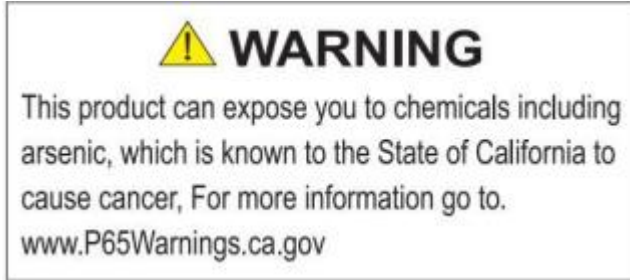 WARNING
This product can expose you to chemicals including
arsenic, which is known to the State of California to
cause cancer, For more information go to.
www.P65Warnings.ca.gov